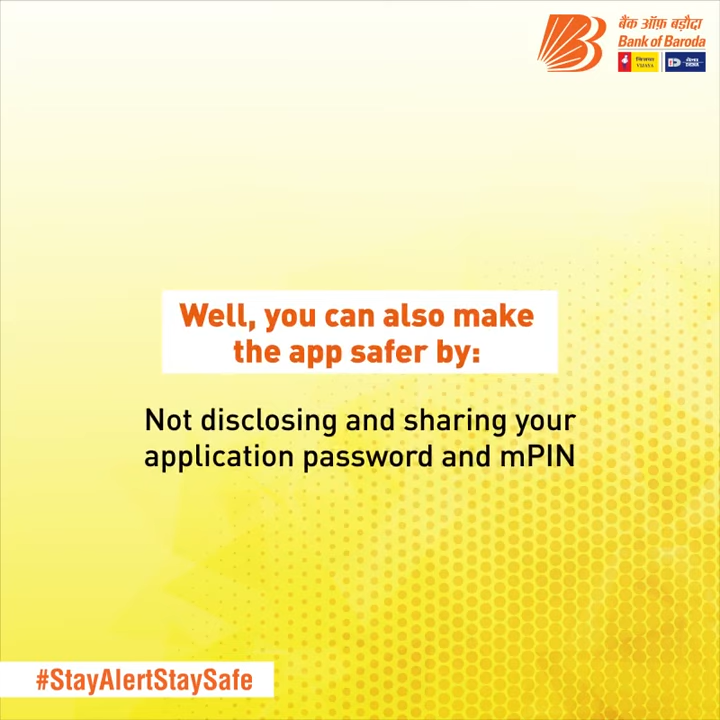 बैंक ऑफ़ बड़ौदा
Bank of Baroda
VIJAYA
Well, you can also make
the app safer by:
Not disclosing and sharing your
application password and mPIN
#StayAlertStaySafe